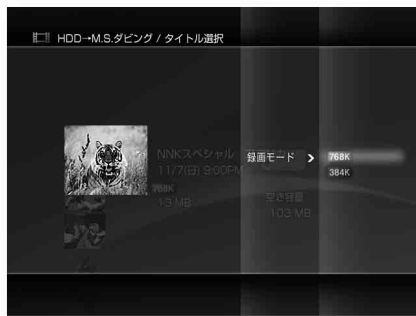 HDD→M.S.ダビング / タイトル選択
NNKスペシャル
11/7(日) 9:00PM
768K
13 MB
録画モード
768K
384K
空き容量
103 MB